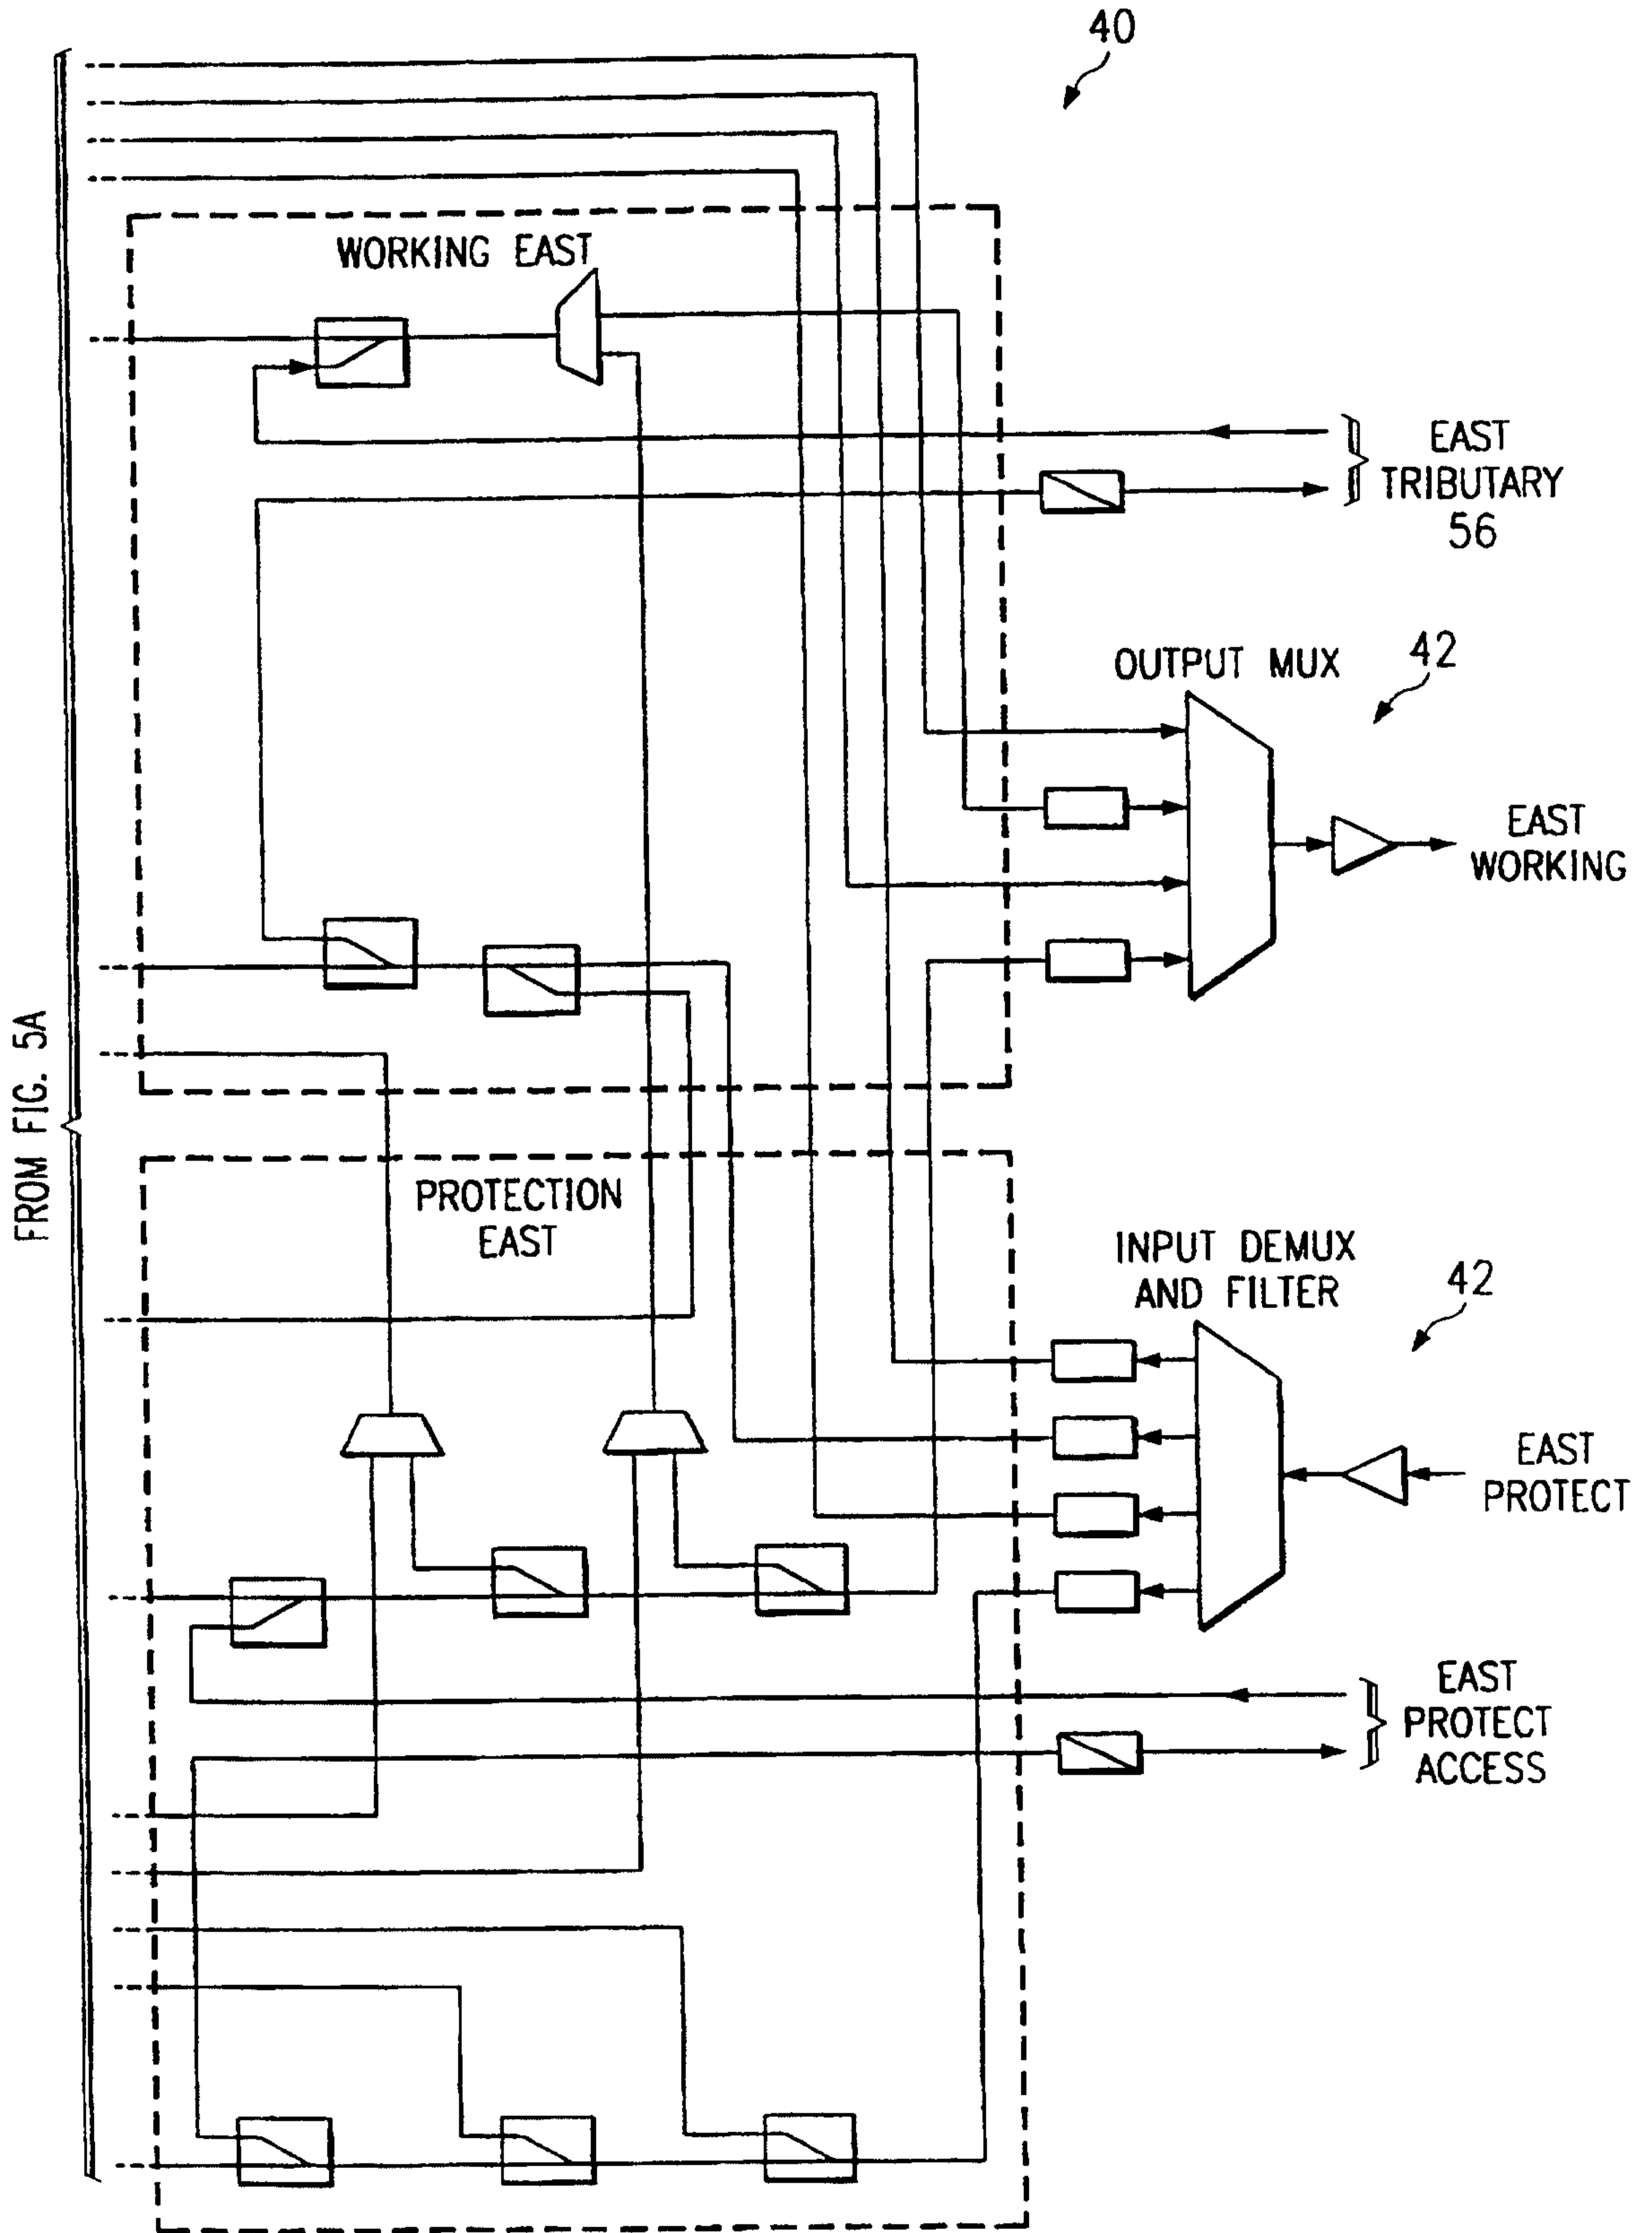 40
WORKING EAST
EAST
TRIBUTARY
56
OUTPUT MUX
42
EAST
WORKING
FROM FIG. 5A
PROTECTION
EAST
INPUT DEMUX
AND FILTER
42
EAST
PROTECT
EAST
PROTECT
ACCESS